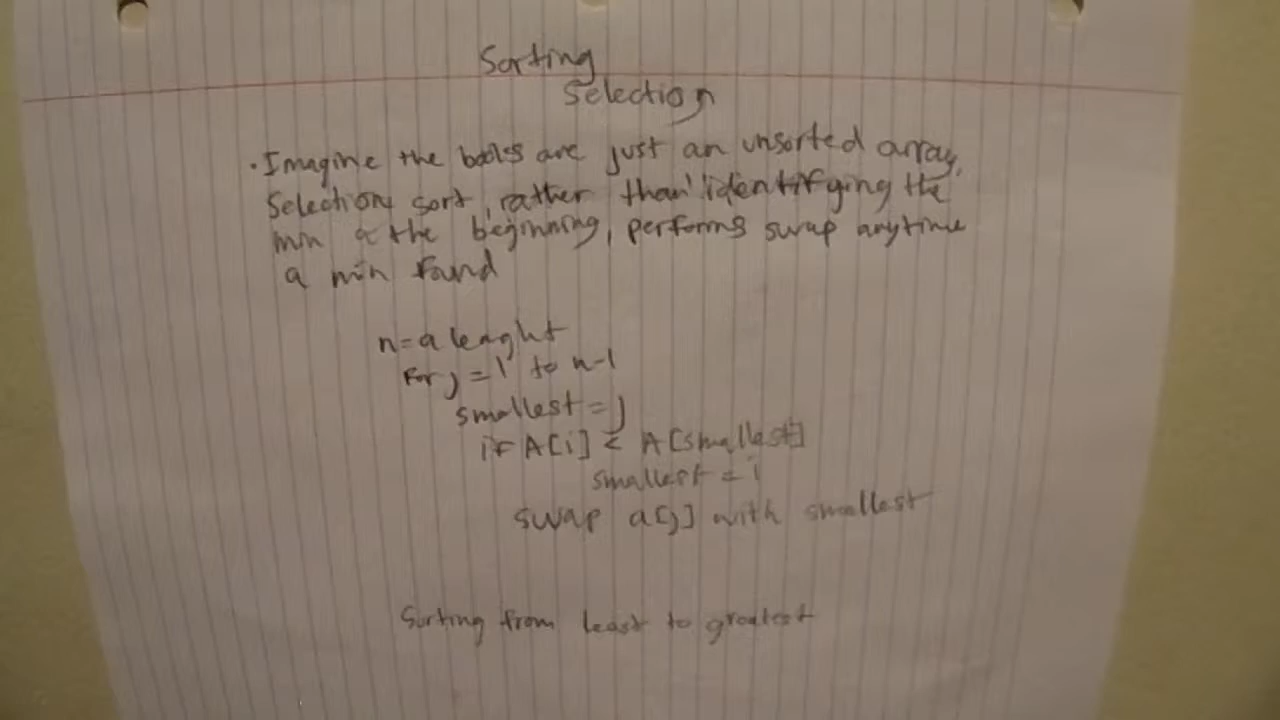 Sorting
Selection
• Imagine the books are just an unsorted array,
Selection sort, rather than identifying the
min @ the beginning, performs swap anytime
a min found
n = a leaght
For j = 1 to n-1
smallest = j
if A[i] < A[smallest]
smallest = i
swap a[j] with smallest
Sorting from least to greatest